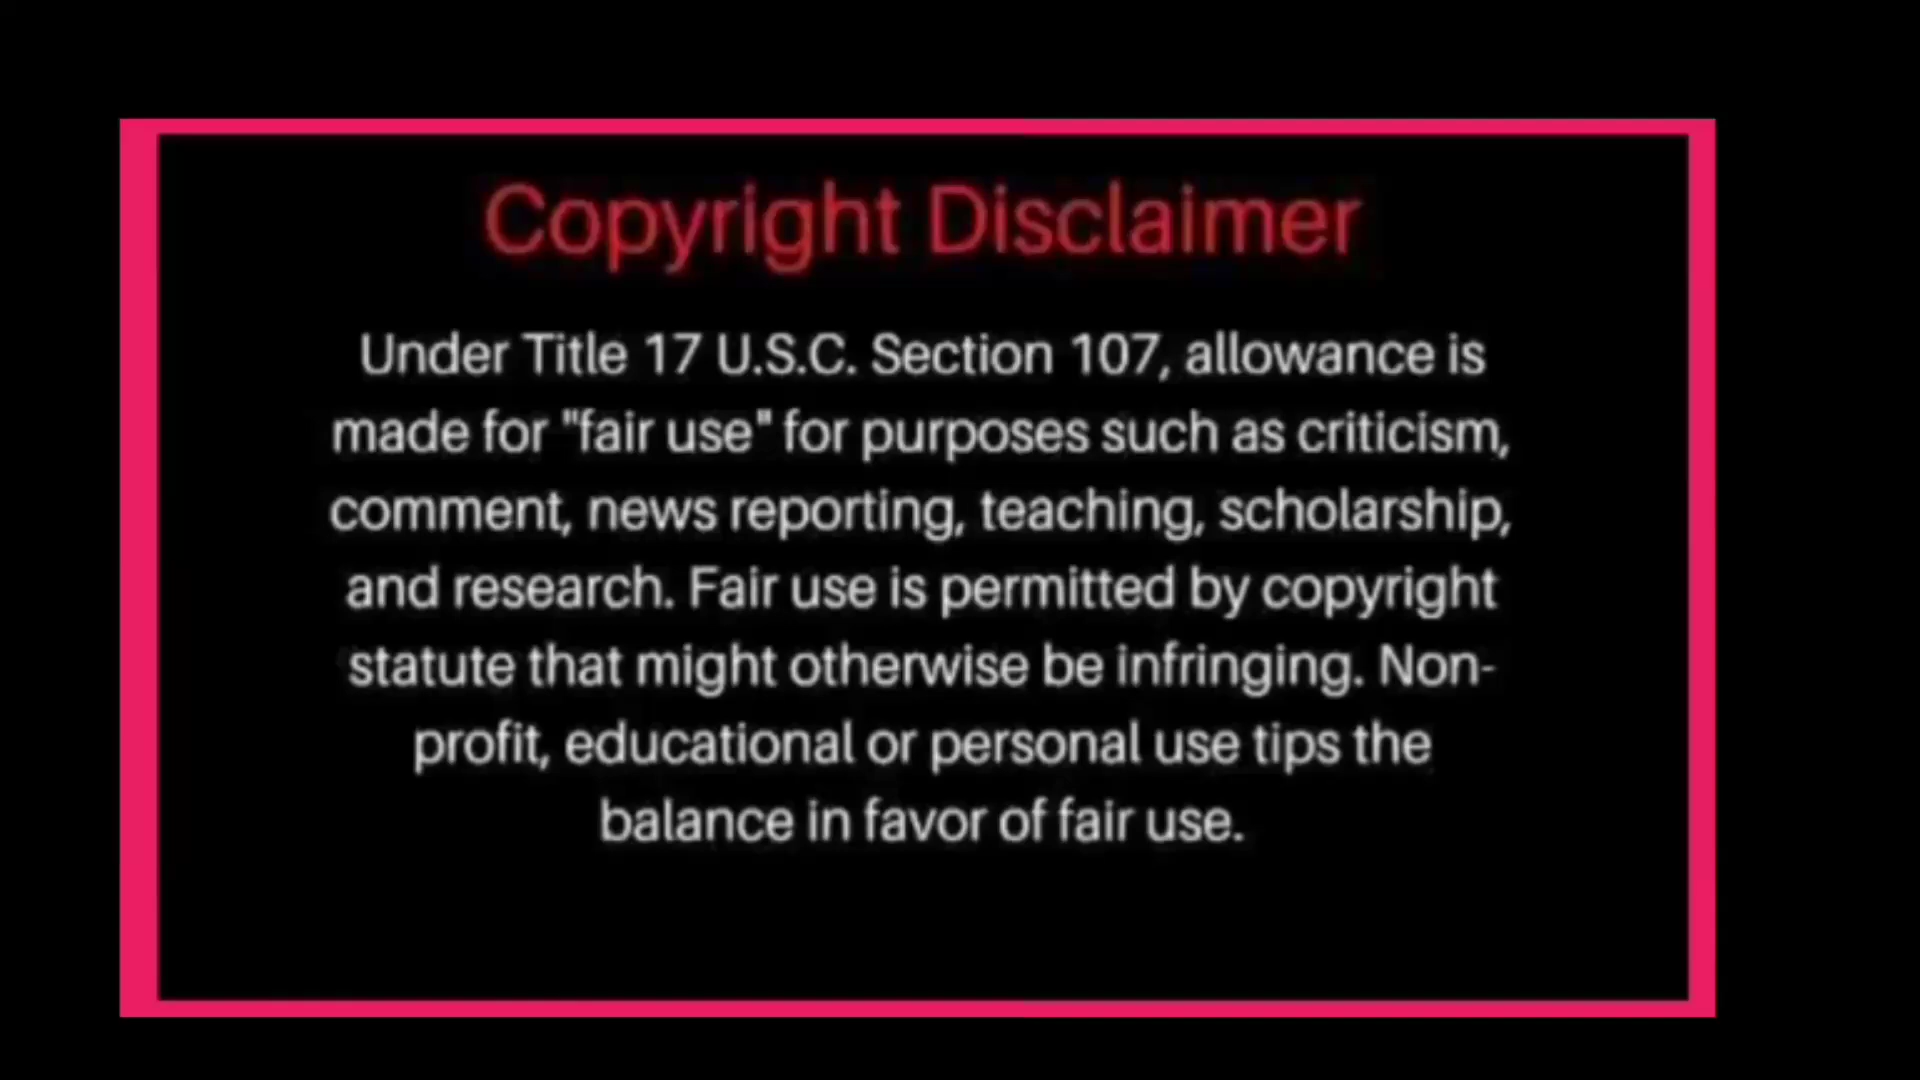 Copyright Disclaimer
Under Title 17 U.S.C. Section 107, allowance is
made for "fair use" for purposes such as criticism,
comment, news reporting, teaching, scholarship,
and research. Fair use is permitted by copyright
statute that might otherwise be infringing. Non-
profit, educational or personal use tips the
balance in favor of fair use.